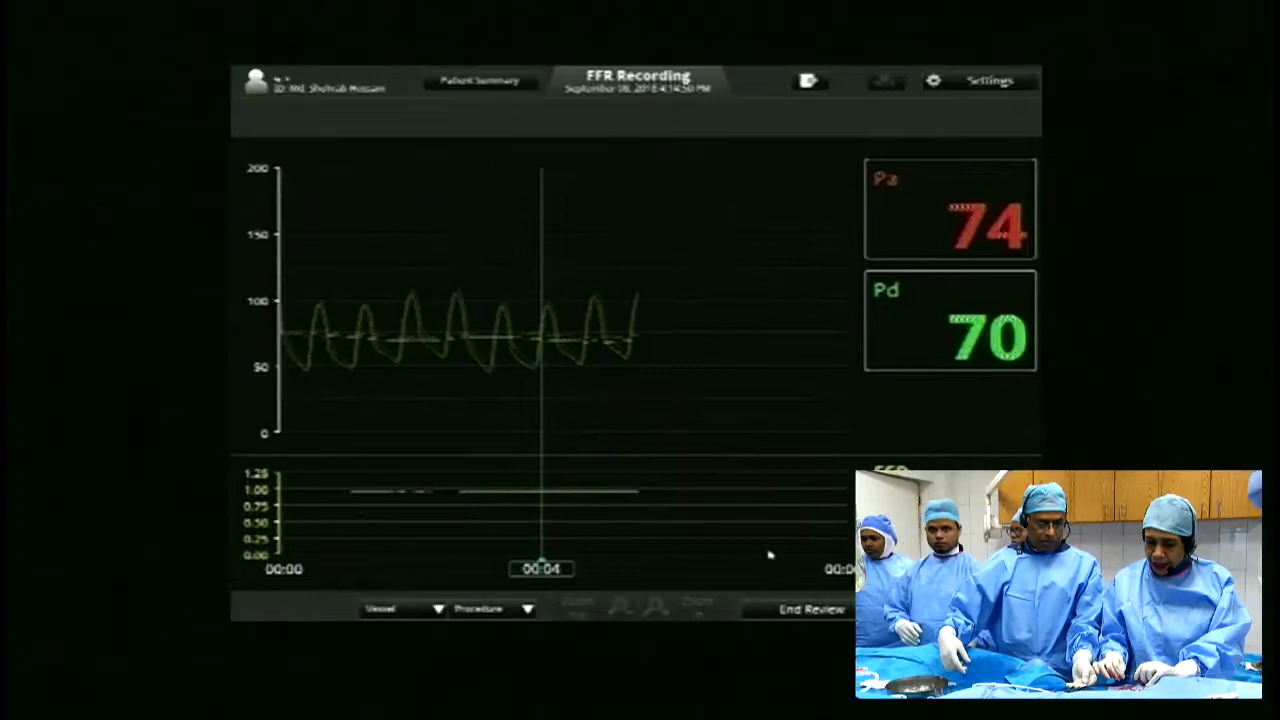 Patient Summary
FFR Recording
Settings
200
150
100
50
0
Pa
74
Pd
70
1.25
1.00
0.75
0.50
0.25
0.00
00:00
00:04
Vessel
Procedure
End Review